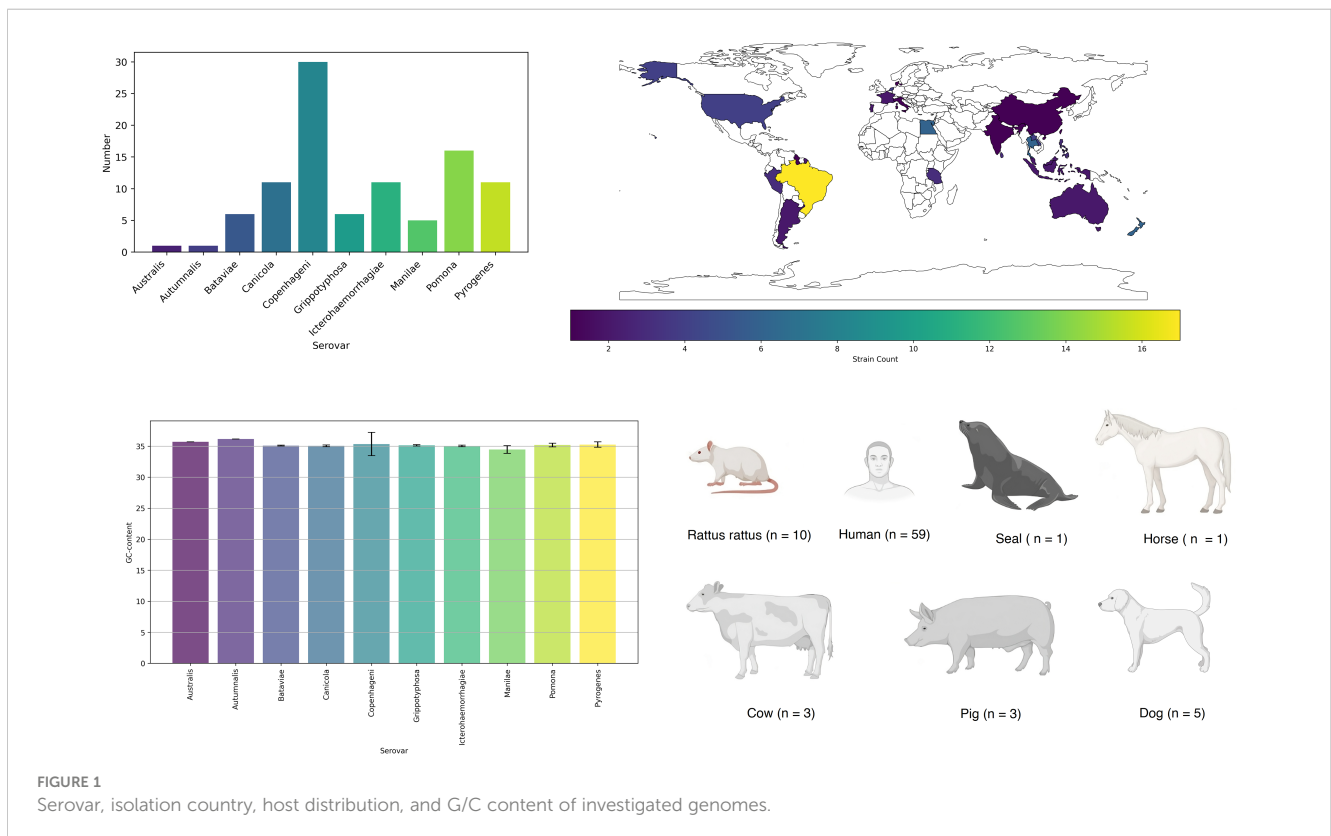 30
25
20
15
10
5
0
Number
Australis
Autumnalis
Bataviae
Canicola
Copenhageni
Grippotyphosa
Icterohaemorrhagiae
Manilae
Pomona
Pyrogenes
Serovar
2 4 6 8 10 12 14 16
Strain Count
35
30
25
20
15
10
5
0
GC-content
Australis
Autumnalis
Bataviae
Canicola
Copenhageni
Grippotyphosa
Icterohaemorrhagiae
Manilae
Pomona
Pyrogenes
Serovar
Rattus rattus (n = 10)
Human (n = 59)
Seal ( n = 1)
Horse ( n = 1)
Cow (n = 3)
Pig (n = 3)
Dog (n = 5)
FIGURE 1
Serovar, isolation country, host distribution, and G/C content of investigated genomes.